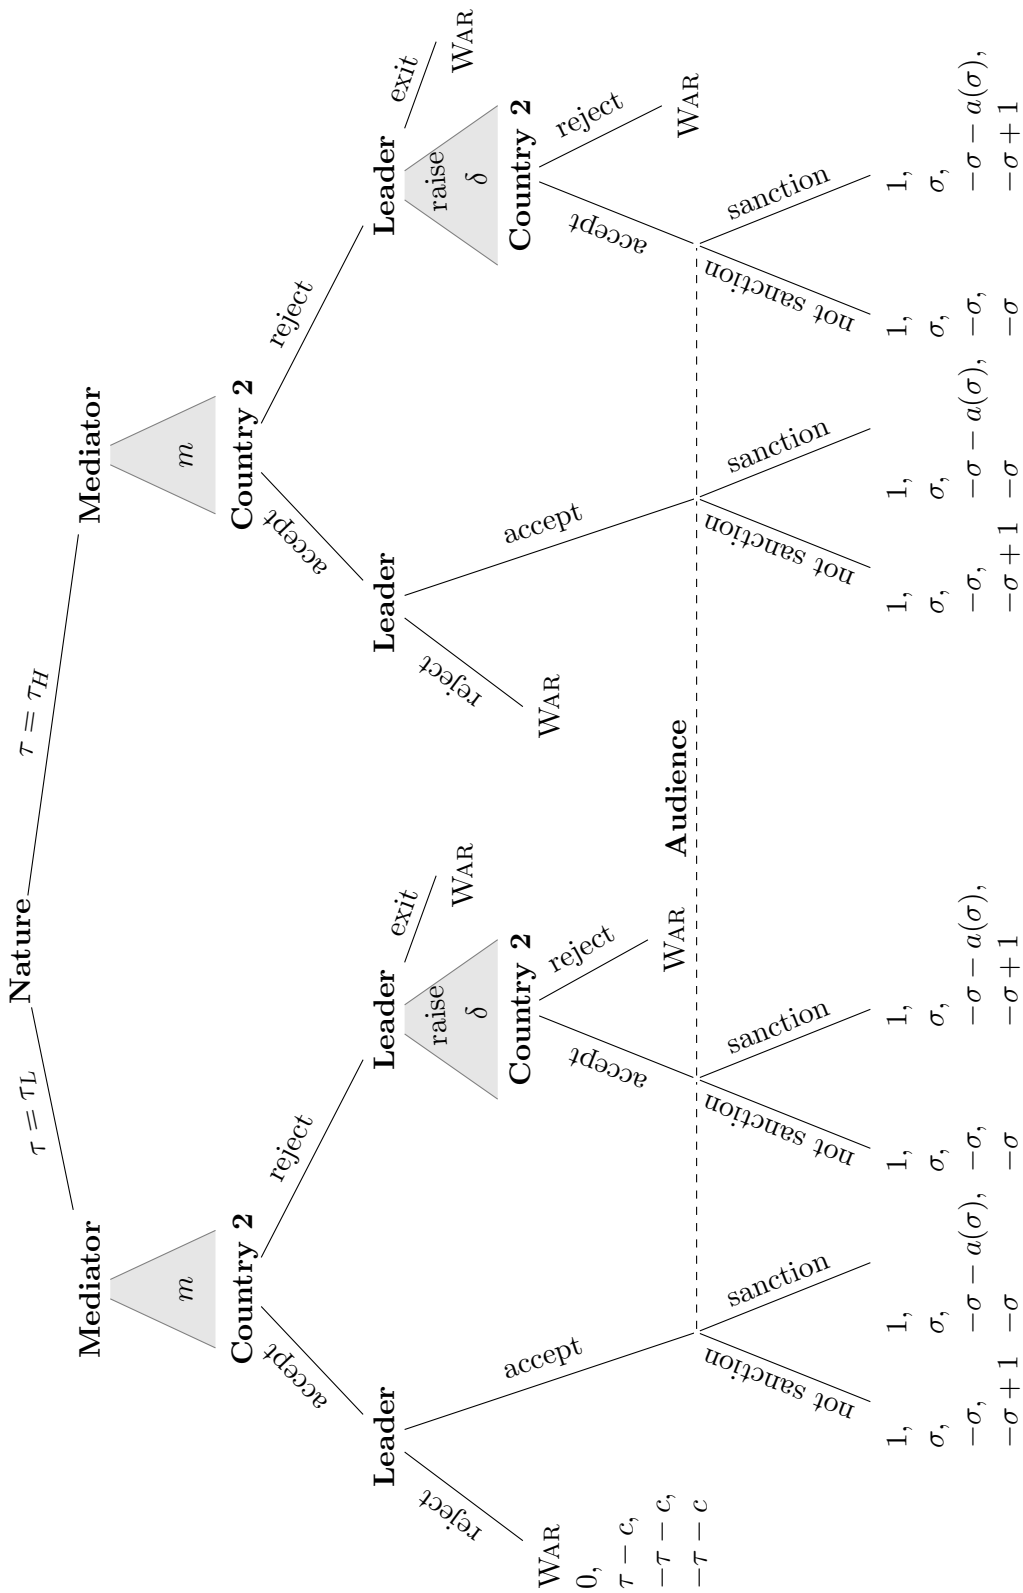 Nature
τ = τ_L
τ = τ_H
Mediator
Mediator
m
m
Country 2
Country 2
accept
reject
accept
reject
Leader
Leader
Leader
Leader
reject
accept
raise
δ
exit
WAR
reject
accept
raise
δ
exit
WAR
Country 2
Country 2
WAR
0,
τ − c,
−τ − c,
−τ − c
accept
reject
WAR
WAR
accept
reject
WAR
Audience
not sanction
sanction
not sanction
sanction
not sanction
sanction
not sanction
sanction
1,
σ,
−σ,
−σ + 1
1,
σ,
−σ − a(σ),
−σ
1,
σ,
−σ,
−σ
1,
σ,
−σ − a(σ),
−σ + 1
1,
σ,
−σ,
−σ + 1
1,
σ,
−σ − a(σ),
−σ
1,
σ,
−σ,
−σ
1,
σ,
−σ − a(σ),
−σ + 1